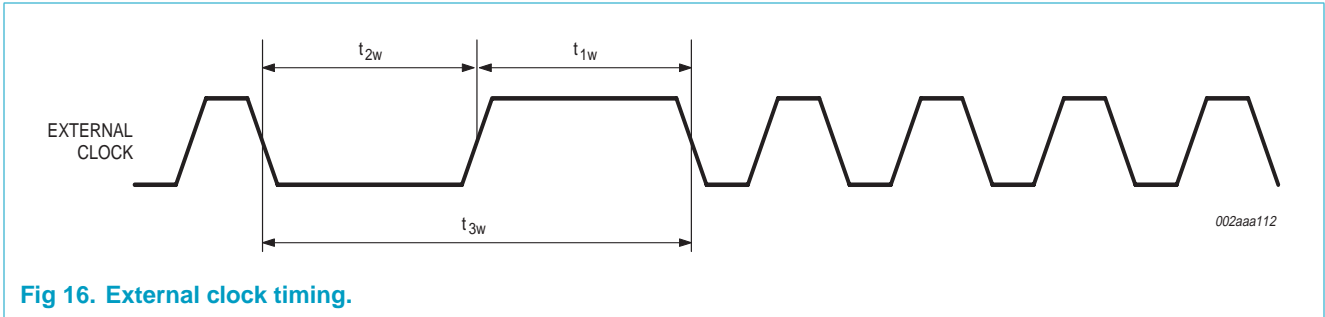 t2w
t1w
EXTERNAL
CLOCK
t3w
002aaa112
Fig 16. External clock timing.